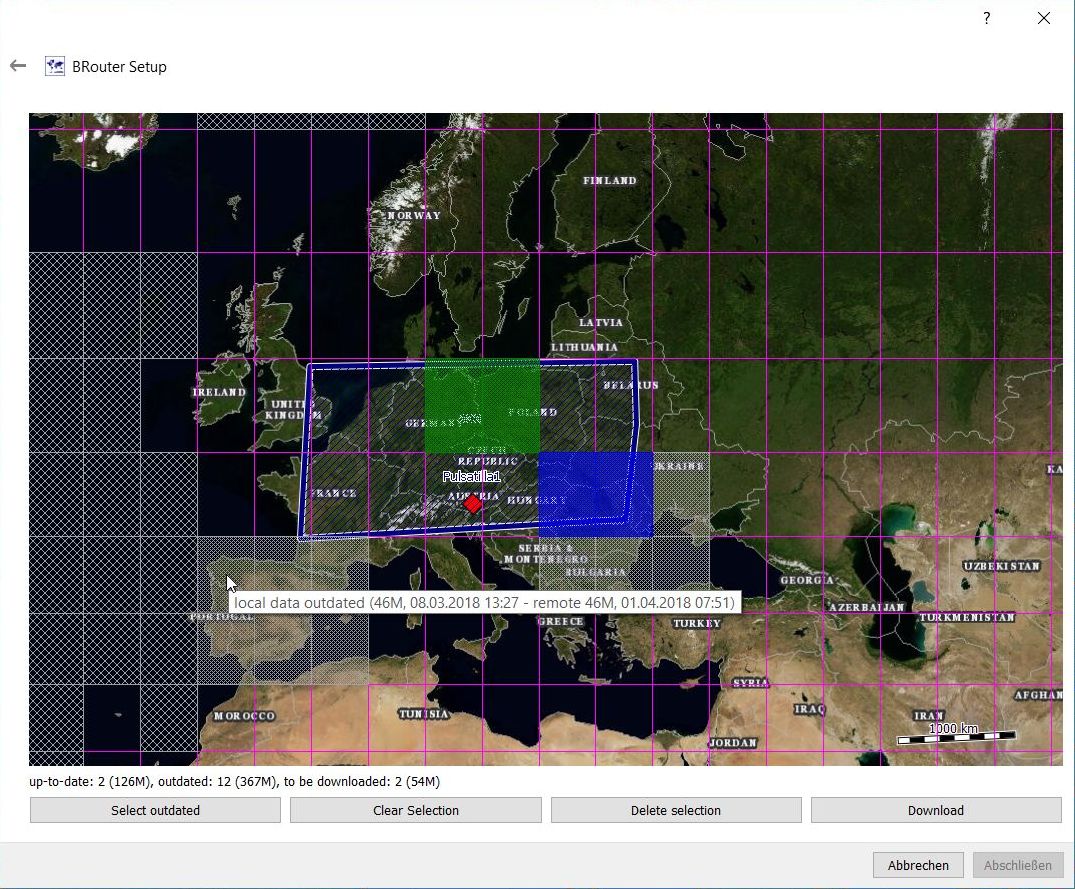 ?
BRouter Setup
FINLAND
NORWAY
LATVIA
LITHUANIA
IRELAND
BELARUS
UNITED
KINGDOM
POLAND
GERMANY
CZECH
REPUBLIC
UKRAINE
Pulsatilla1
KA
FRANCE
AUSTRIA
HUNGARY
SERBIA &
MONTENEGRO
UZBEKISTAN
BULGARIA
GEORGIA
local data outdated (46M, 08.03.2018 13:27 - remote 46M, 01.04.2018 07:51)
AZERBAIJAN
PORTUGAL
TURKMENISTAN
GREECE
TURKEY
SYRIA
AFGHAN
MOROCCO
TUNISIA
IRAQ
IRAN
1000 km
JORDAN
up-to-date: 2 (126M), outdated: 12 (367M), to be downloaded: 2 (54M)
Select outdated
Clear Selection
Delete selection
Download
Abbrechen
Abschließen